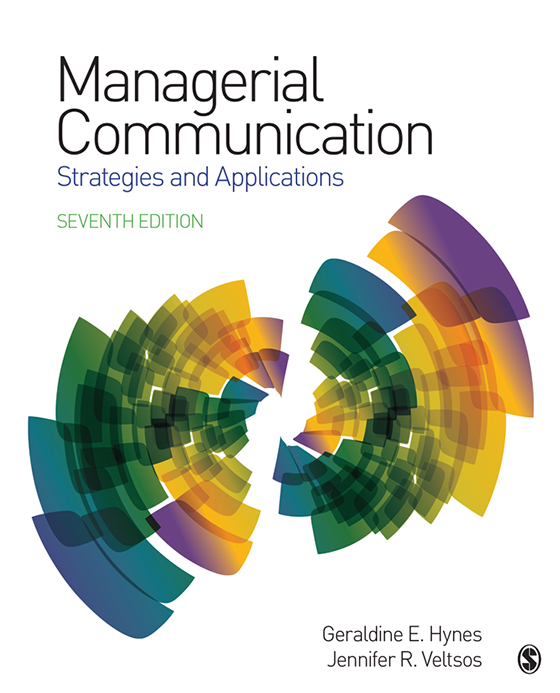 Managerial
Communication
Strategies and Applications
SEVENTH EDITION
Geraldine E. Hynes
Jennifer R. Veltsos